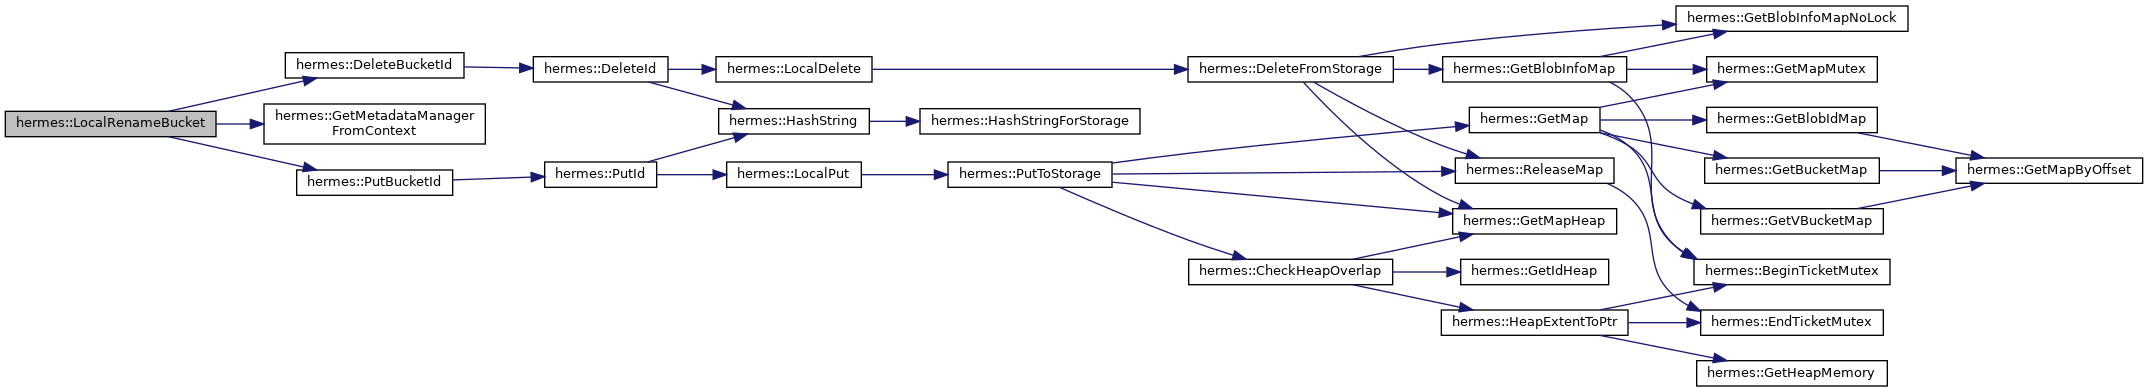 hermes::LocalRenameBucket
hermes::DeleteBucketId
hermes::GetMetadataManager
FromContext
hermes::PutBucketId
hermes::DeleteId
hermes::PutId
hermes::LocalDelete
hermes::HashString
hermes::LocalPut
hermes::HashStringForStorage
hermes::PutToStorage
hermes::DeleteFromStorage
hermes::CheckHeapOverlap
hermes::GetBlobInfoMap
hermes::GetMap
hermes::ReleaseMap
hermes::GetMapHeap
hermes::GetIdHeap
hermes::HeapExtentToPtr
hermes::GetBlobInfoMapNoLock
hermes::GetMapMutex
hermes::GetBlobIdMap
hermes::GetBucketMap
hermes::GetVBucketMap
hermes::BeginTicketMutex
hermes::EndTicketMutex
hermes::GetHeapMemory
hermes::GetMapByOffset